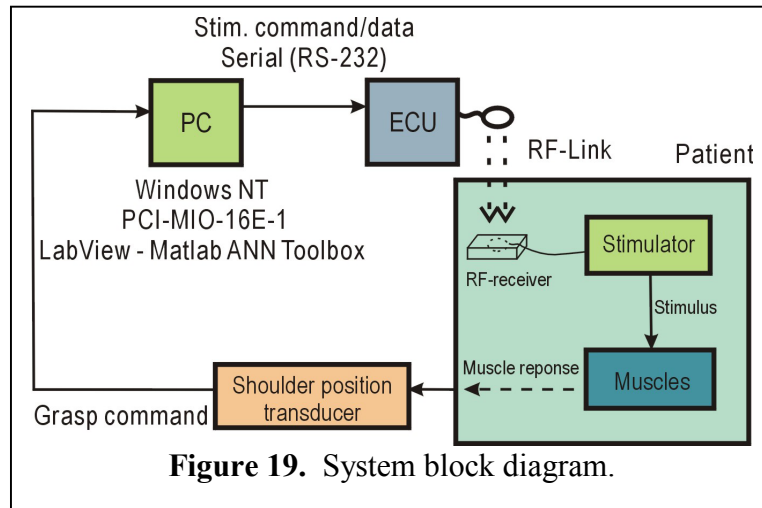 Stim. command/data
Serial (RS-232)
PC
ECU
RF-Link
Patient
Windows NT
PCI-MIO-16E-1
LabView - Matlab ANN Toolbox
RF-receiver
Stimulator
Stimulus
Muscle reponse
Muscles
Shoulder position
transducer
Grasp command
Figure 19. System block diagram.